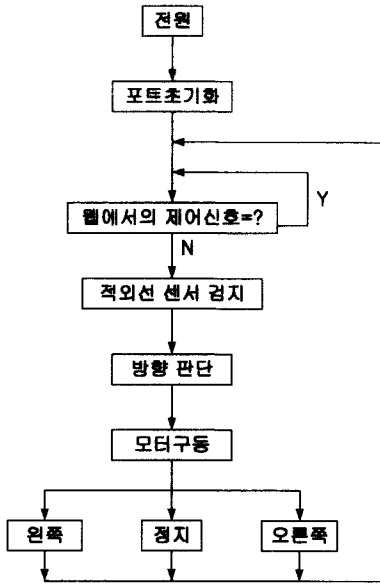 전원
포트초기화
웹에서의 제어신호=?
Y
N
적외선 센서 검지
방향 판단
모터구동
왼쪽
정지
오른쪽